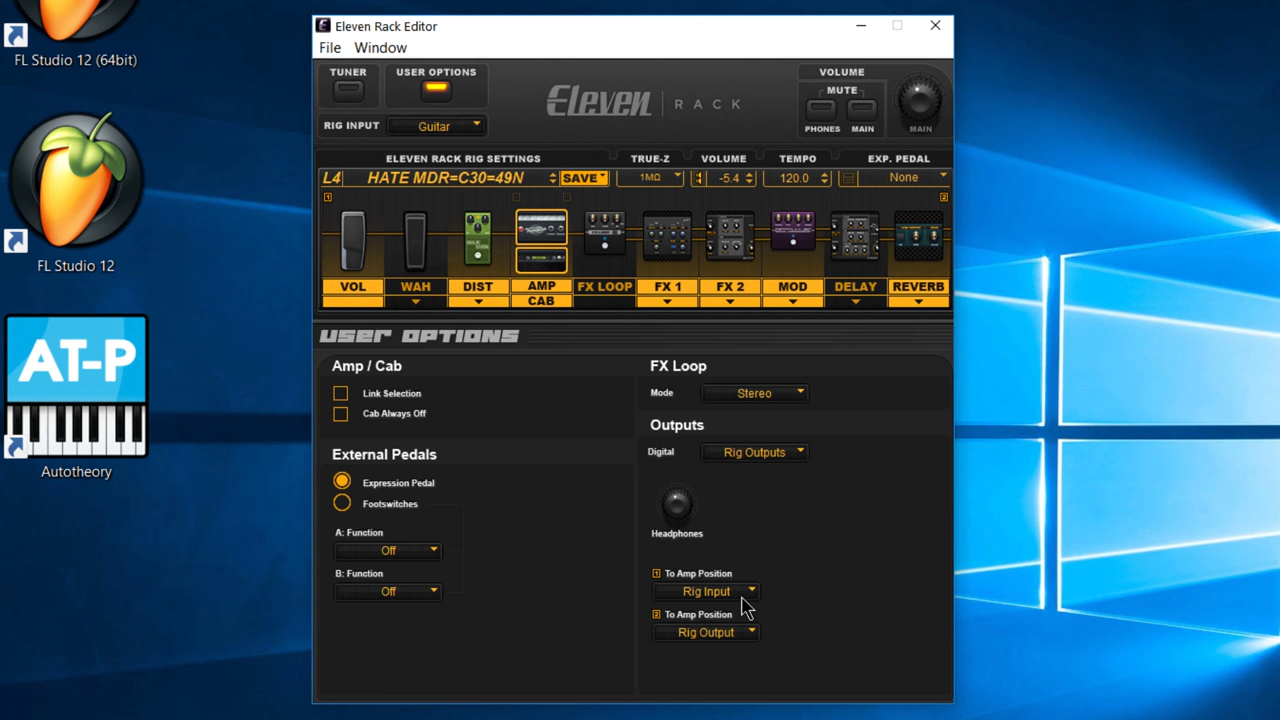 FL Studio 12 (64bit)
FL Studio 12
AT-P
Autotheory
Eleven Rack Editor
File Window
TUNER
USER OPTIONS
RIG INPUT
Guitar
Eleven | RACK
VOLUME
MUTE
PHONES
MAIN
MAIN
ELEVEN RACK RIG SETTINGS
TRUE-Z
VOLUME
TEMPO
EXP. PEDAL
L4
HATE MDR=C30=49N
SAVE
1MΩ
-5.4
120.0
None
1
2
VOL
WAH
DIST
AMP
CAB
FX LOOP
FX 1
FX 2
MOD
DELAY
REVERB
USER OPTIONS
Amp / Cab
Link Selection
Cab Always Off
External Pedals
Expression Pedal
Footswitches
A: Function
Off
B: Function
Off
FX Loop
Mode
Stereo
Outputs
Digital
Rig Outputs
Headphones
1 To Amp Position
Rig Input
2 To Amp Position
Rig Output